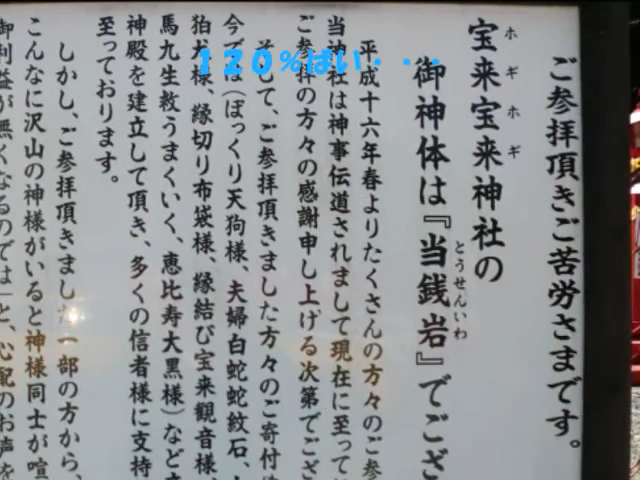 ご参拝頂きご苦労さまです。
ホギホギ
宝来宝来神社の
とうせんいわ
御神体は『当銭岩』でござ
平成十六年春よりたくさんの方々のご参
当神社は神事伝道されまして現在に至って
ご参拝の方々の感謝申し上げる次第でござ
そして、ご参拝頂きました方々のご寄付
今で（ぽっくり天狗様、夫婦白蛇蛇紋石、
狛犬様、縁切り布袋様、縁結び宝来観音様、
馬九生救うまくいく、恵比寿大黒様）など
神殿を建立して頂き、多くの信者様に支持
至っております。
しかし、ご参拝頂きました一部の方から、
こんなに沢山の神様がいると神様同士が喧
御利益が無くなるのでは」と、心配のお声を
１２０％ぱい・・・